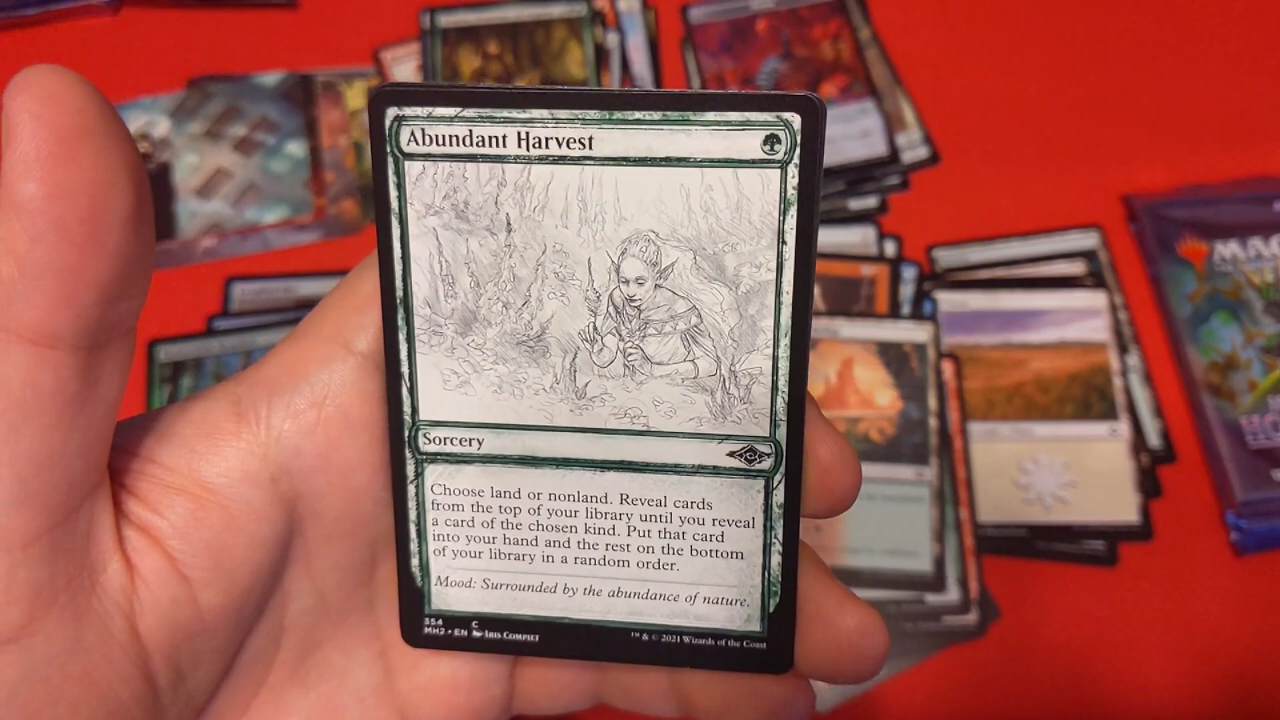 Abundant Harvest
Sorcery
Choose land or nonland. Reveal cards
from the top of your library until you reveal
a card of the chosen kind. Put that card
into your hand and the rest on the bottom
of your library in a random order.
Mood: Surrounded by the abundance of nature.
354 C
MH2 • EN Iris Compiet
™ & © 2021 Wizards of the Coast